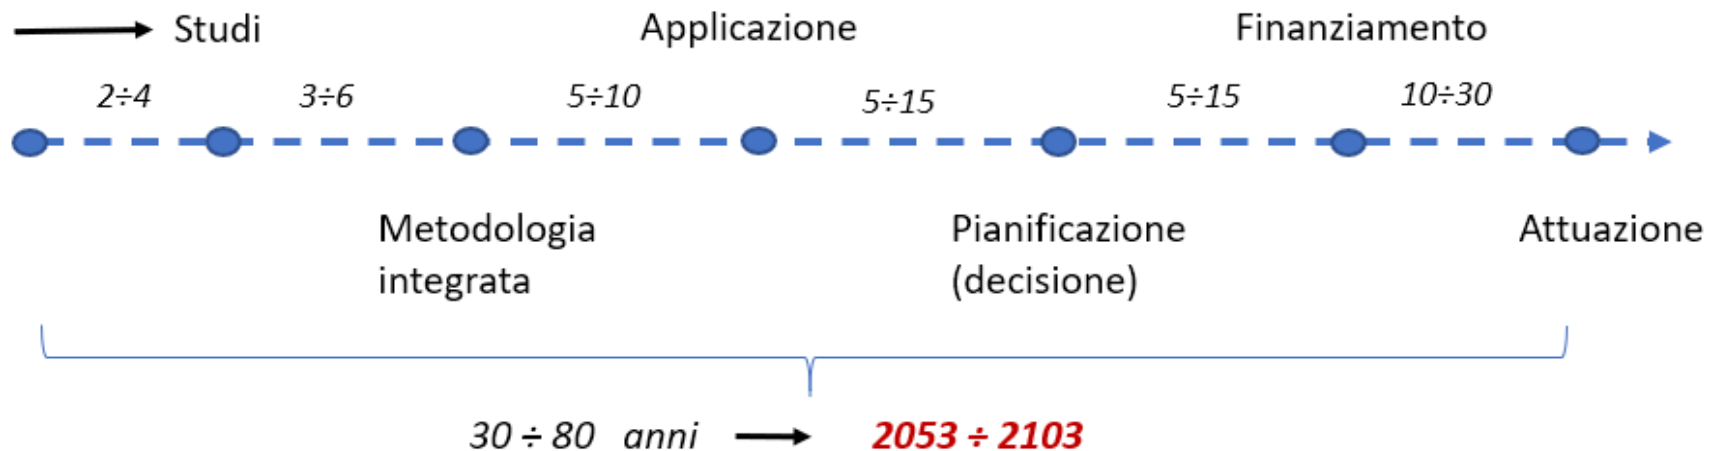 Studi Applicazione Finanziamento
2÷4 3÷6 5÷10 5÷15 5÷15 10÷30
Metodologia integrata
Pianificazione (decisione)
Attuazione
30 ÷ 80 anni 2053 ÷ 2103